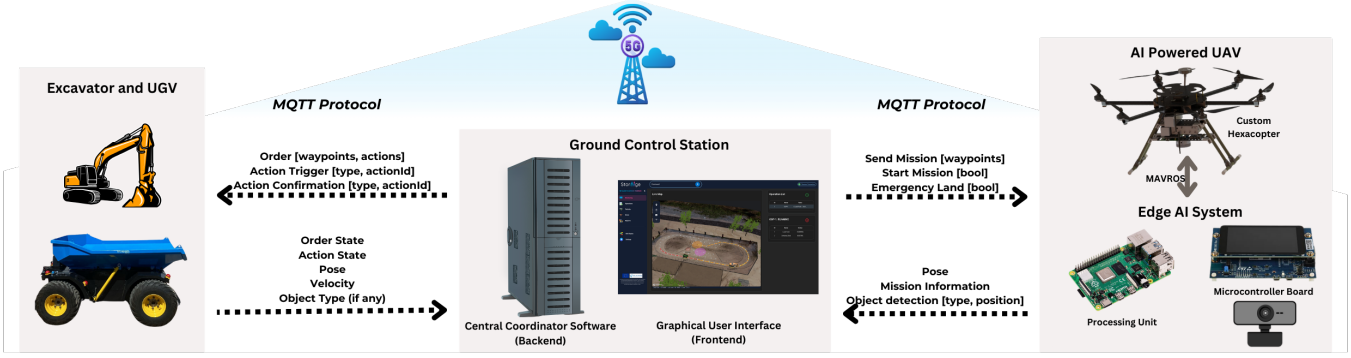 5G
Excavator and UGV
MQTT Protocol
Order [waypoints, actions]
Action Trigger [type, actionId]
Action Confirmation [type, actionId]
Order State
Action State
Pose
Velocity
Object Type (if any)
Ground Control Station
Central Coordinator Software
(Backend)
Graphical User Interface
(Frontend)
MQTT Protocol
Send Mission [waypoints]
Start Mission [bool]
Emergency Land [bool]
Pose
Mission Information
Object detection [type, position]
AI Powered UAV
Custom
Hexacopter
MAVROS
Edge AI System
Processing Unit
Microcontroller Board